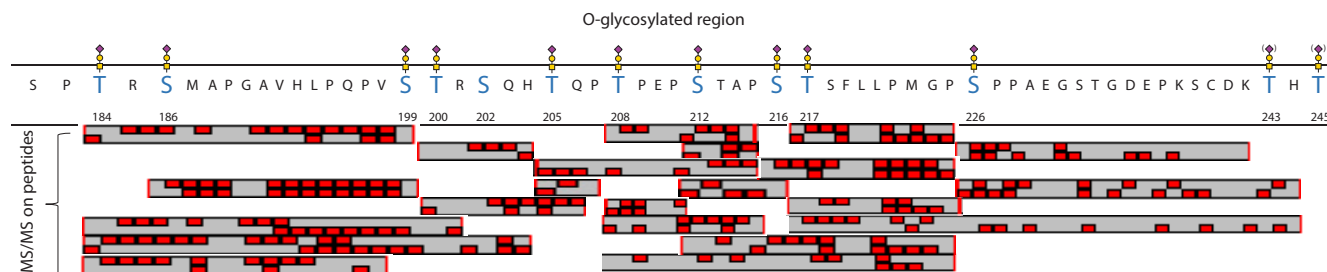 O-glycosylated region
S P T R S M A P G A V H L P Q P V S T R S Q H T Q P T P E P S T A P S T S F L L P M G P S P P A E G S T G D E P K S C D K T H T
184 186 199 200 202 205 208 212 216 217 226 243 245
MS/MS on peptides